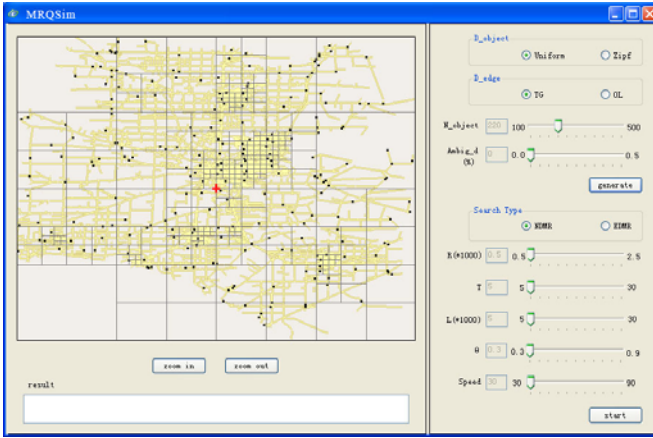 MRQSim
zoom in zoom out
result
D_object
Uniform Zipf
D_edge
TG OL
N_object 220 100 500
Ambig_d 0 0.0 0.5
(%)
generate
Search Type
R(*1000) 0.5 0.5 2.5
T 5 5 30
L(*1000) 5 5 30
θ 0.3 0.3 0.9
Speed 30 30 90
start